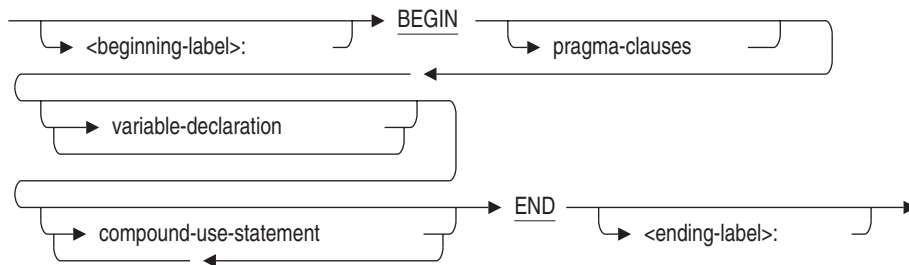 <beginning-label>: BEGIN pragma-clauses
variable-declaration
compound-use-statement END <ending-label>: